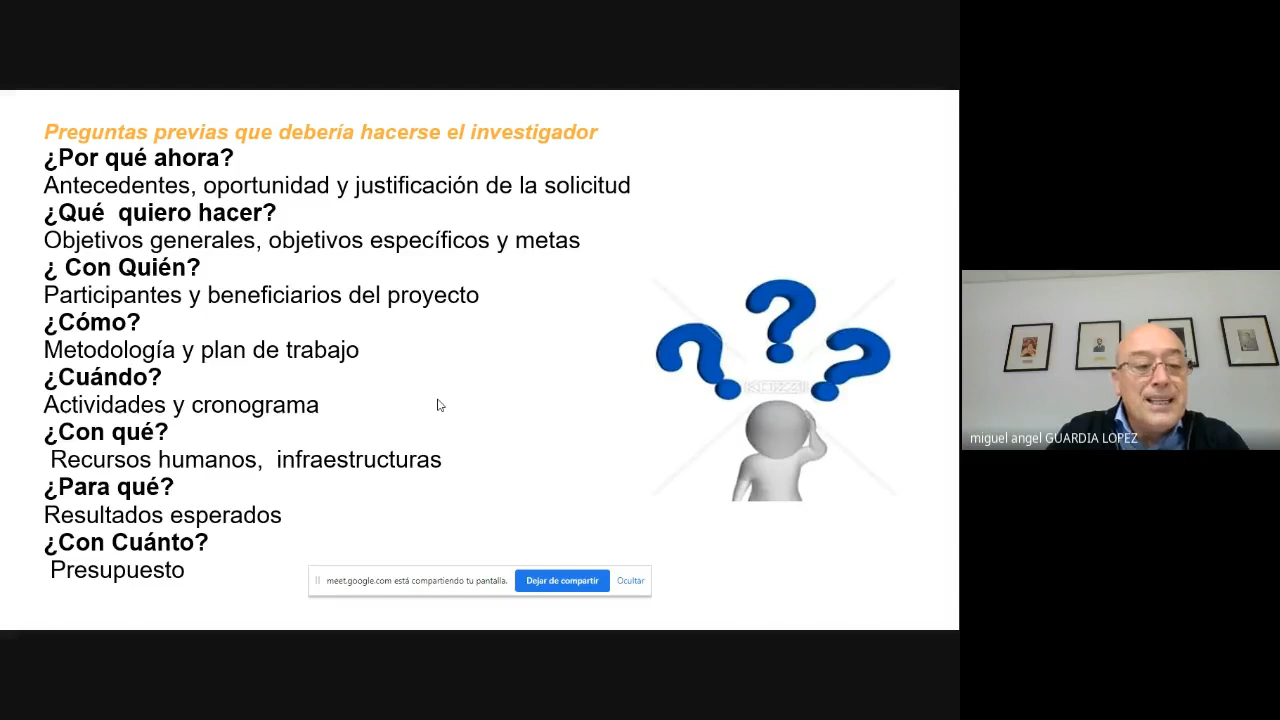 Preguntas previas que debería hacerse el investigador
¿Por qué ahora?
Antecedentes, oportunidad y justificación de la solicitud
¿Qué  quiero hacer?
Objetivos generales, objetivos específicos y metas
¿ Con Quién?
Participantes y beneficiarios del proyecto
¿Cómo?
Metodología y plan de trabajo
¿Cuándo?
Actividades y cronograma
¿Con qué?
Recursos humanos,  infraestructuras
¿Para qué?
Resultados esperados
¿Con Cuánto?
Presupuesto
meet.google.com está compartiendo tu pantalla. Dejar de compartir Ocultar
miguel angel GUARDIA LOPEZ